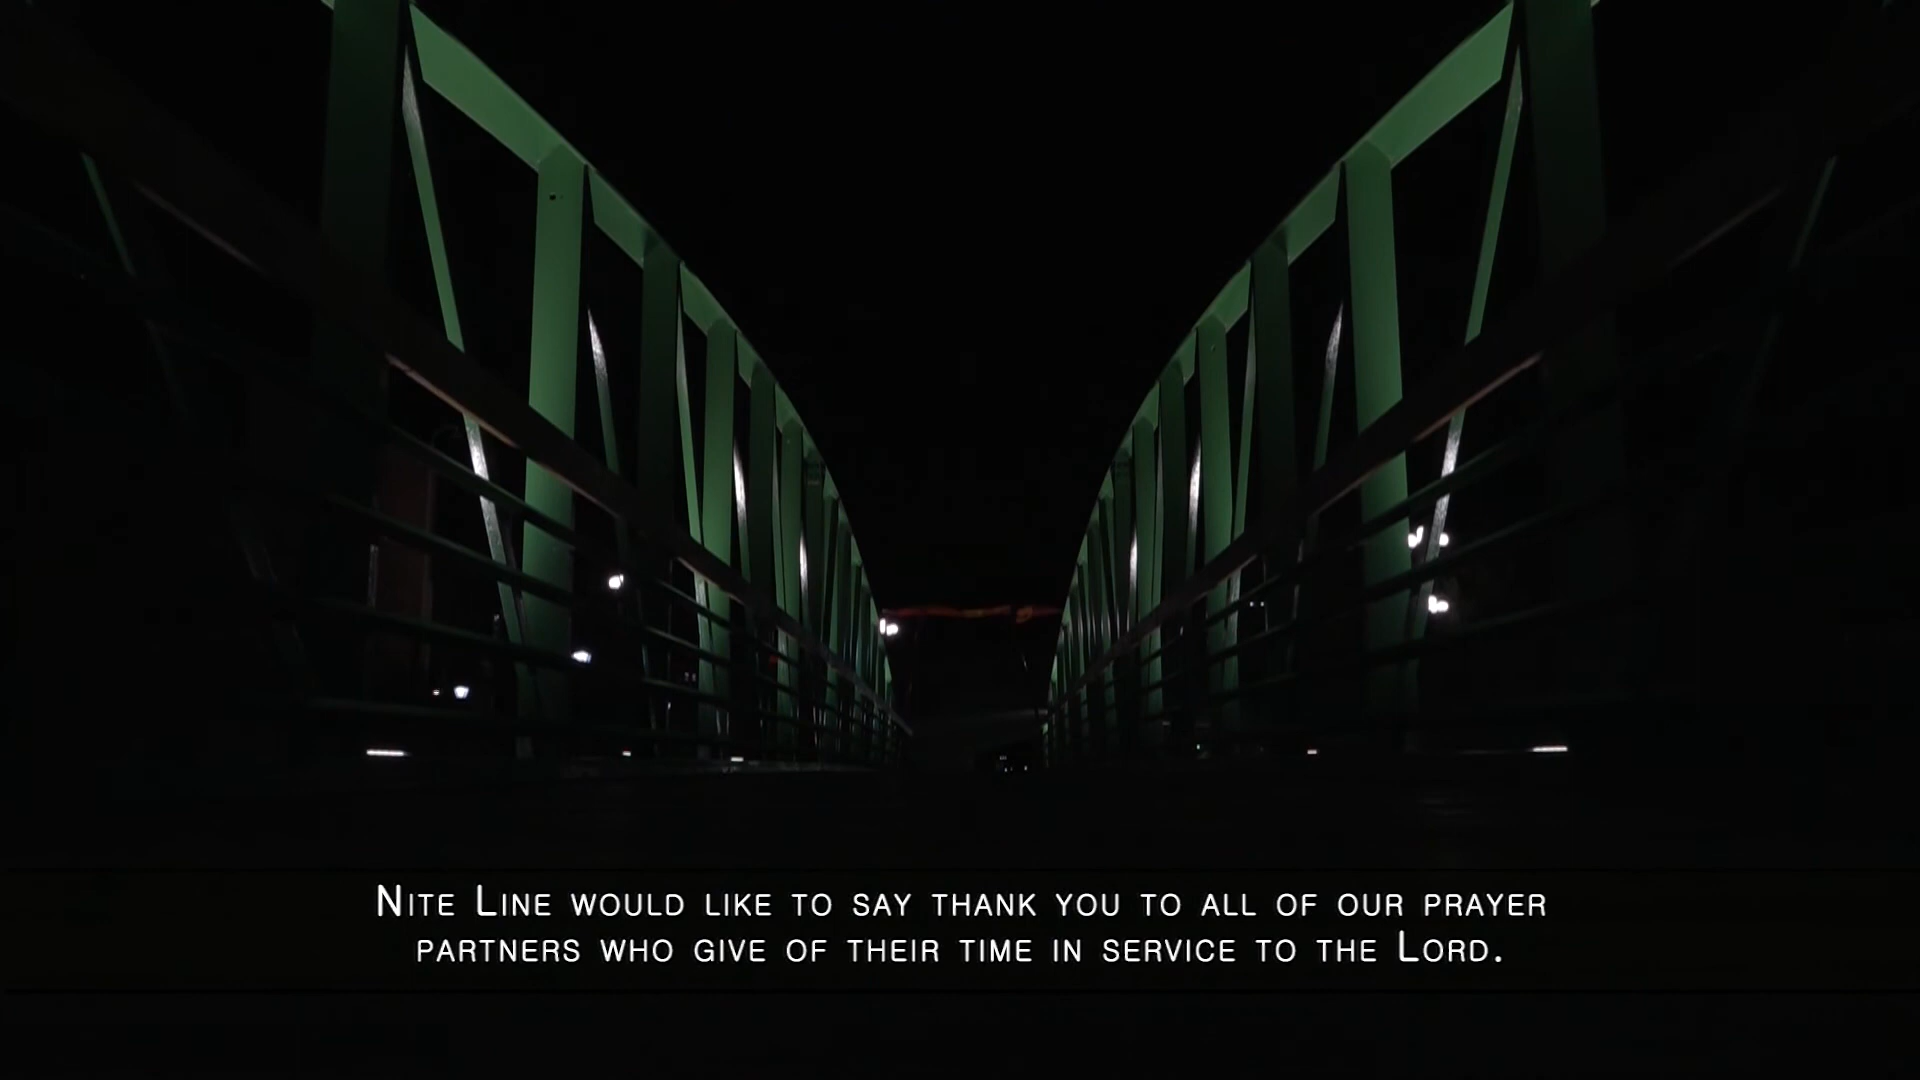 Nite Line would like to say thank you to all of our prayer
partners who give of their time in service to the Lord.